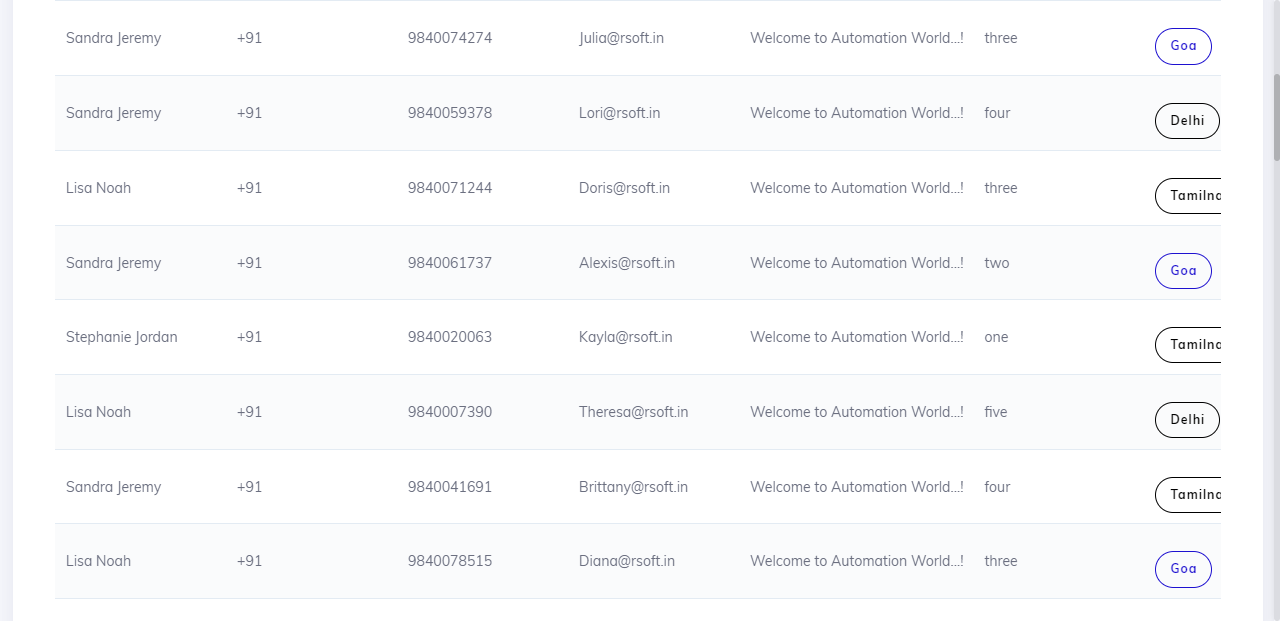 Sandra Jeremy +91 9840074274 Julia@rsoft.in Welcome to Automation World...! three Goa
Sandra Jeremy +91 9840059378 Lori@rsoft.in Welcome to Automation World...! four Delhi
Lisa Noah +91 9840071244 Doris@rsoft.in Welcome to Automation World...! three
Sandra Jeremy +91 9840061737 Alexis@rsoft.in Welcome to Automation World...! two Goa
Stephanie Jordan +91 9840020063 Kayla@rsoft.in Welcome to Automation World...! one
Lisa Noah +91 9840007390 Theresa@rsoft.in Welcome to Automation World...! five Delhi
Sandra Jeremy +91 9840041691 Brittany@rsoft.in Welcome to Automation World...! four
Lisa Noah +91 9840078515 Diana@rsoft.in Welcome to Automation World...! three Goa